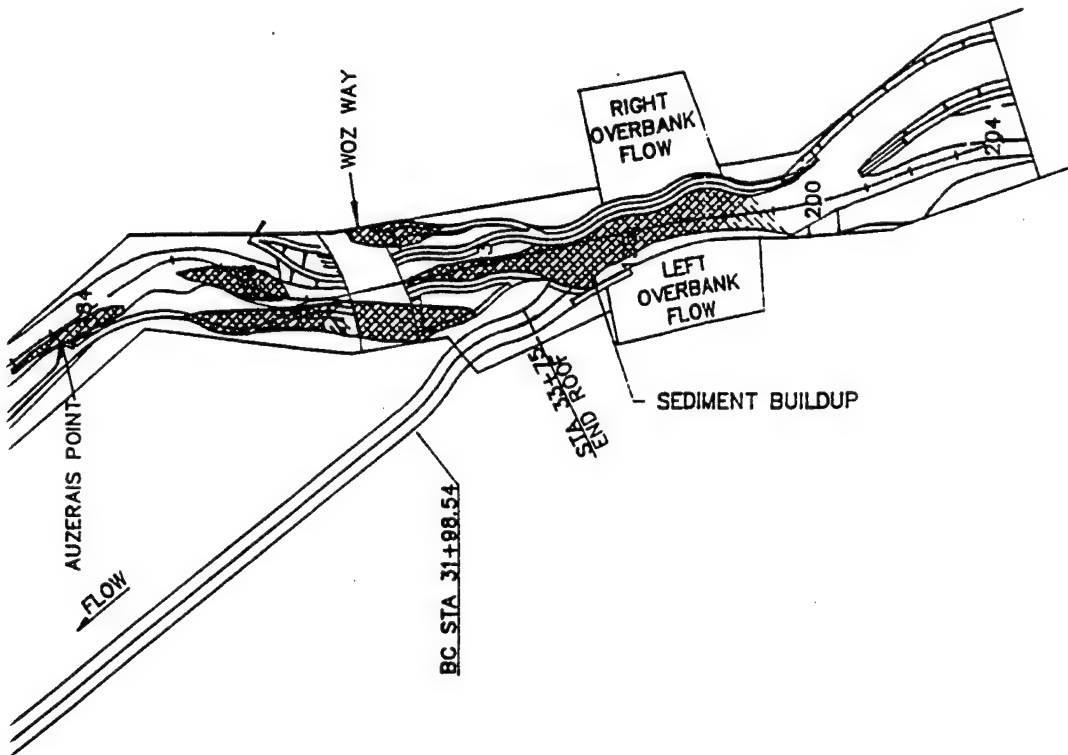 WOZ WAY
RIGHT
OVERBANK
FLOW
204
200
LEFT
OVERBANK
FLOW
84
AUZERAIS POINT
STA 33+75
END ROOF
SEDIMENT BUILDUP
FLOW
BC STA 31+98.54